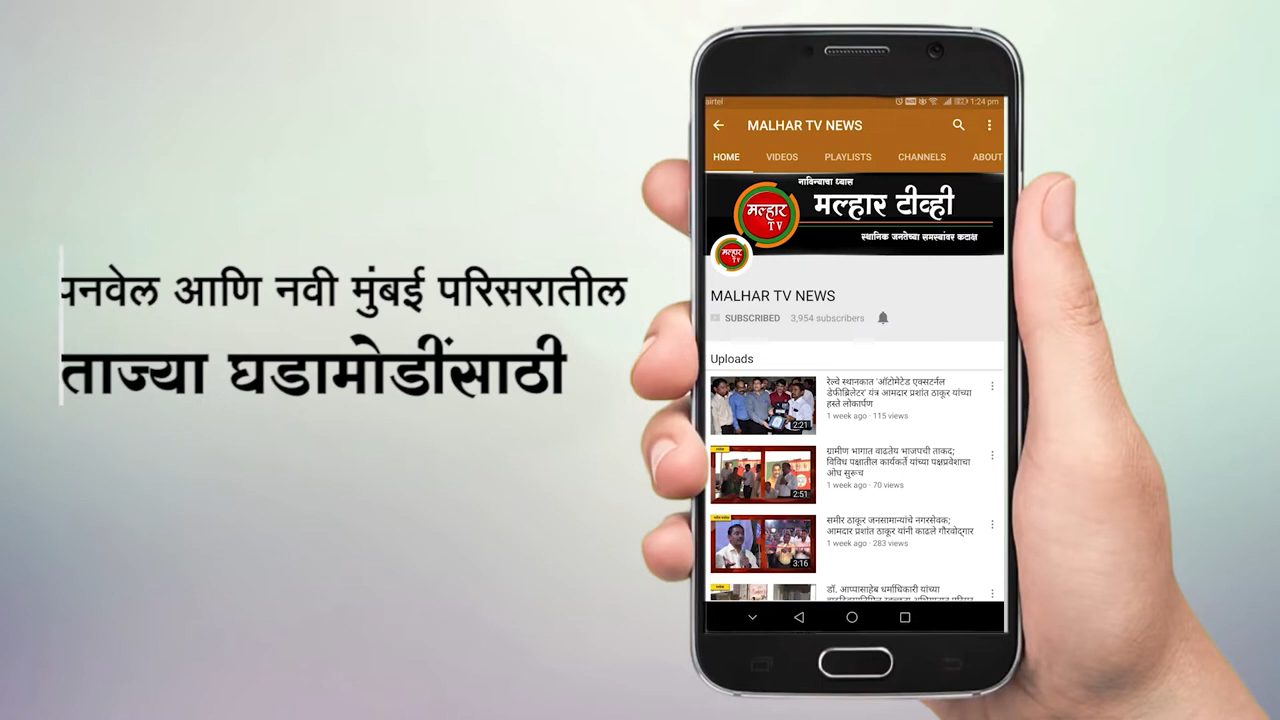 पनवेल आणि नवी मुंबई परिसरातील
ताज्या घडामोडींसाठी
airtel
1:24 pm
MALHAR TV NEWS
HOME VIDEOS PLAYLISTS CHANNELS ABOUT
नाविन्याचा ध्यास
मल्हार टीव्ही
मल्हार
TV
स्थानिक जनतेच्या समस्यांवर कटाक्ष
मल्हार
TV
MALHAR TV NEWS
SUBSCRIBED 3,954 subscribers
Uploads
रेल्वे स्थानकात 'ऑटोमेटेड एक्सटर्नल
डेफीब्रिलेटर' यंत्र आमदार प्रशांत ठाकूर यांच्या
हस्ते लोकार्पण
1 week ago · 115 views
2:21
ग्रामीण भागात वाढतेय भाजपची ताकद;
विविध पक्षातील कार्यकर्ते यांच्या पक्षप्रवेशाचा
ओघ सुरूच
1 week ago · 70 views
2:51
समीर ठाकूर जनसामान्यांचे नगरसेवक;
आमदार प्रशांत ठाकूर यांनी काढले गौरवोद्गार
1 week ago · 283 views
3:16
डॉ. आप्पासाहेब धर्माधिकारी यांच्या